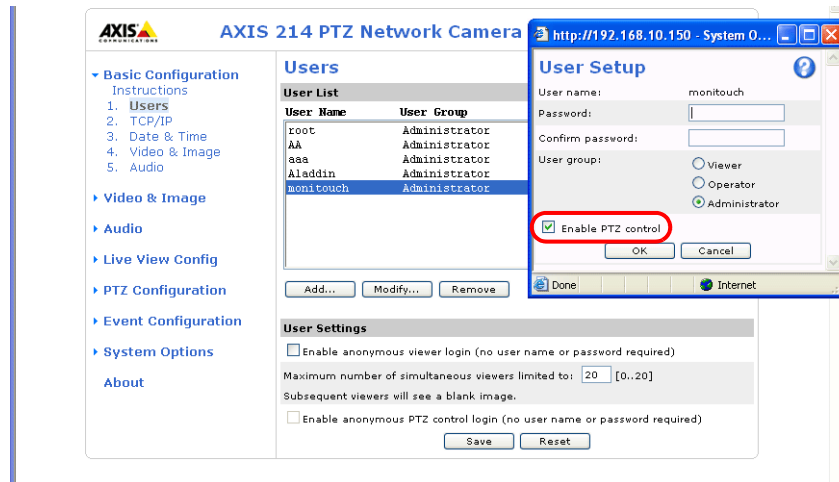 AXIS
COMMUNICATIONS
AXIS 214 PTZ Network Camera
Basic Configuration
Instructions
1. Users
2. TCP/IP
3. Date & Time
4. Video & Image
5. Audio
Video & Image
Audio
Live View Config
PTZ Configuration
Event Configuration
System Options
About
Users
User List
User Name User Group
root Administrator
AA Administrator
aaa Administrator
Aladdin Administrator
monitouch Administrator
Add... Modify... Remove
User Settings
Enable anonymous viewer login (no user name or password required)
Maximum number of simultaneous viewers limited to: 20 [0..20]
Subsequent viewers will see a blank image.
Enable anonymous PTZ control login (no user name or password required)
Save Reset
http://192.168.10.150 - System O...
User Setup
?
User name: monitouch
Password:
Confirm password:
User group:
Viewer
Operator
Administrator
Enable PTZ control
OK Cancel
Done Internet